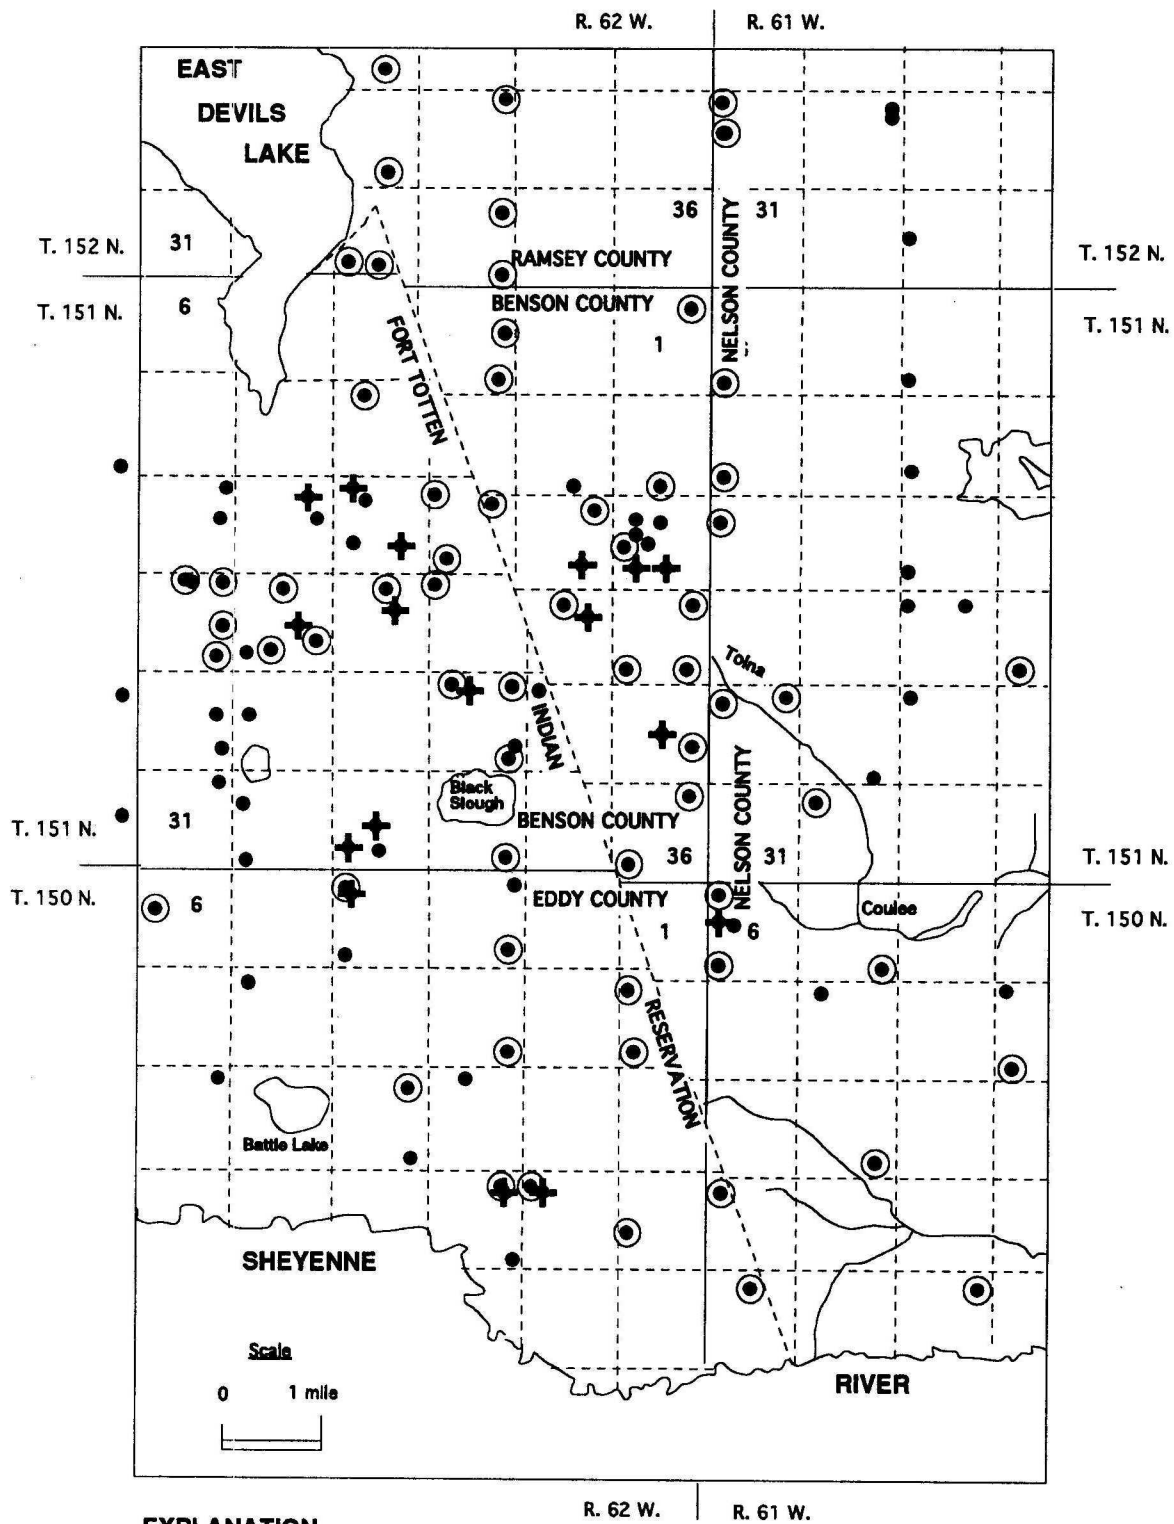 R. 62 W. R. 61 W.
EAST
DEVILS
LAKE
36 31
NELSON COUNTY
T. 152 N. 31
RAMSEY COUNTY
T. 152 N.
T. 151 N. 6
BENSON COUNTY
T. 151 N.
1
FORT TOTTEN
Tolna
INDIAN
NELSON COUNTY
Black
Slough
T. 151 N. 31
BENSON COUNTY
36 31
T. 151 N.
T. 150 N. 6
EDDY COUNTY
Coulee
T. 150 N.
1 6
RESERVATION
Battle Lake
SHEYENNE
Scale
0 1 mile
RIVER
R. 62 W. R. 61 W.
EXPLANATION